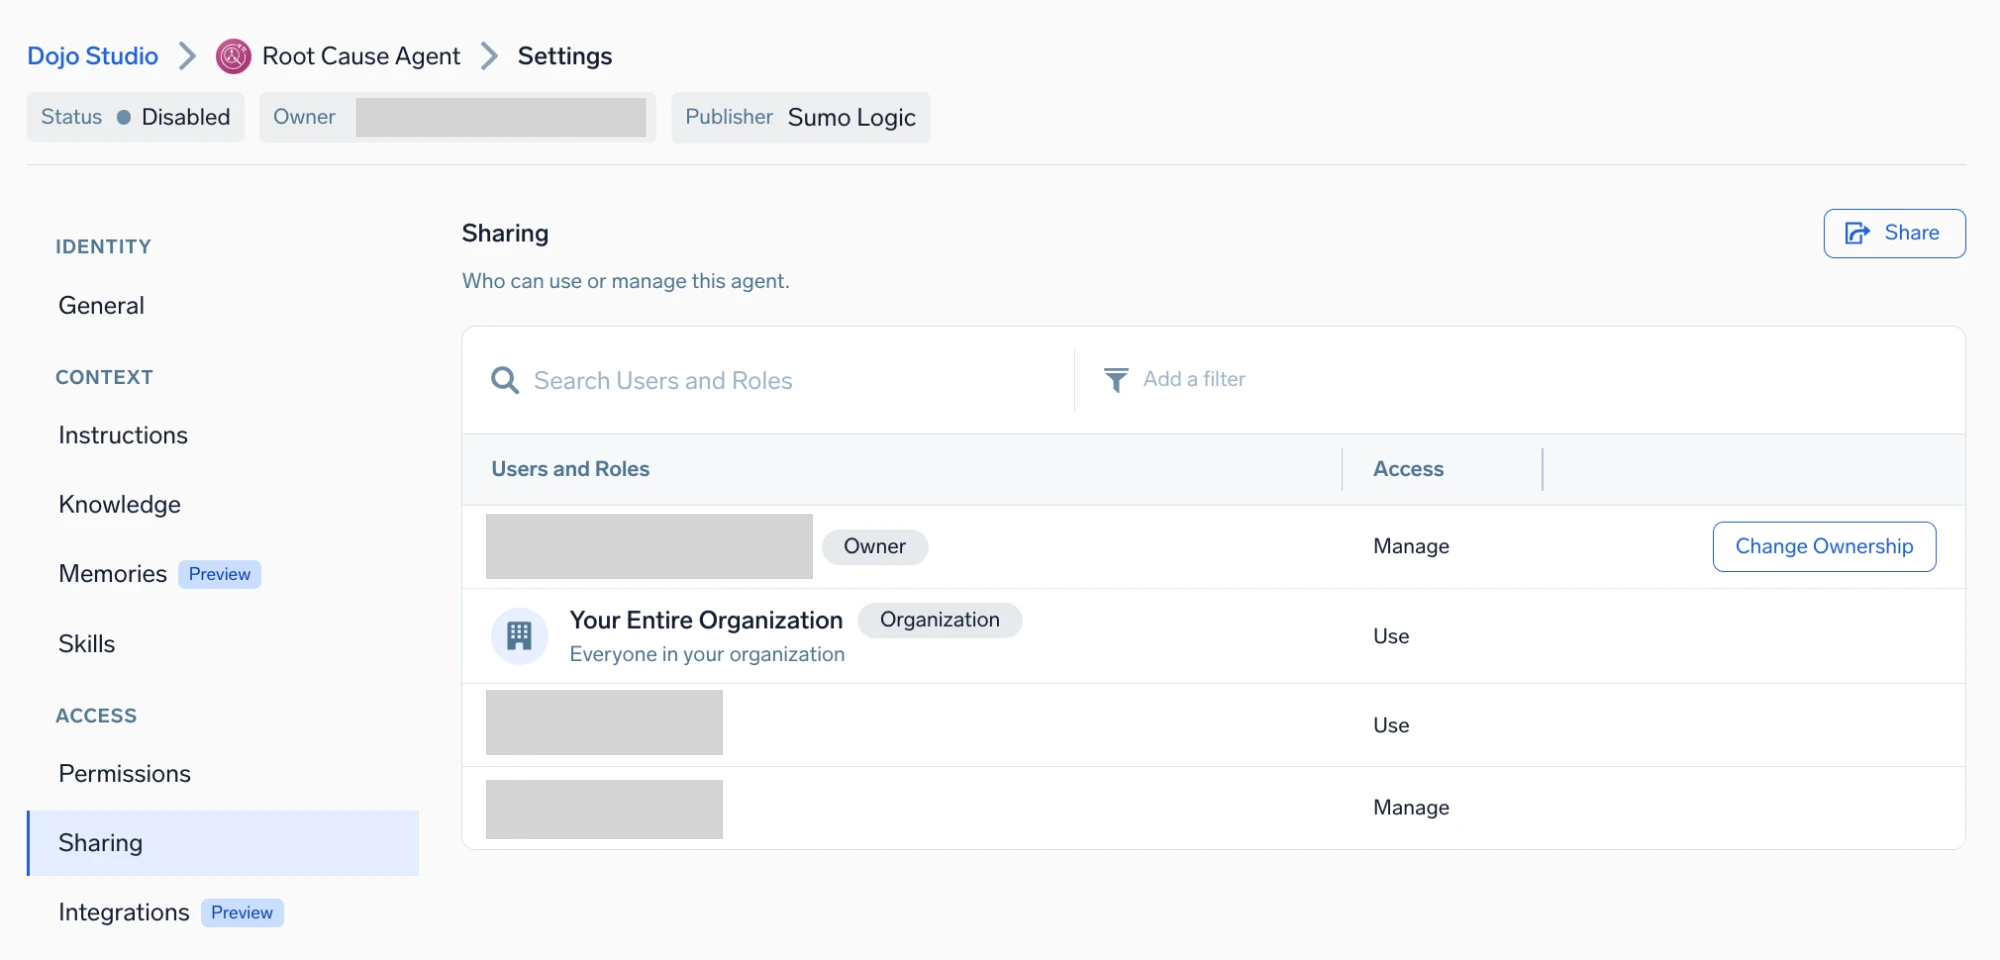 Dojo Studio Root Cause Agent Settings
Status Disabled Owner Publisher Sumo Logic
IDENTITY
General
CONTEXT
Instructions
Knowledge
Memories Preview
Skills
ACCESS
Permissions
Sharing
Integrations Preview
Sharing
Share
Who can use or manage this agent.
Search Users and Roles Add a filter
Users and Roles Access
Owner Manage Change Ownership
Your Entire Organization Organization
Everyone in your organization
Use
Use
Manage